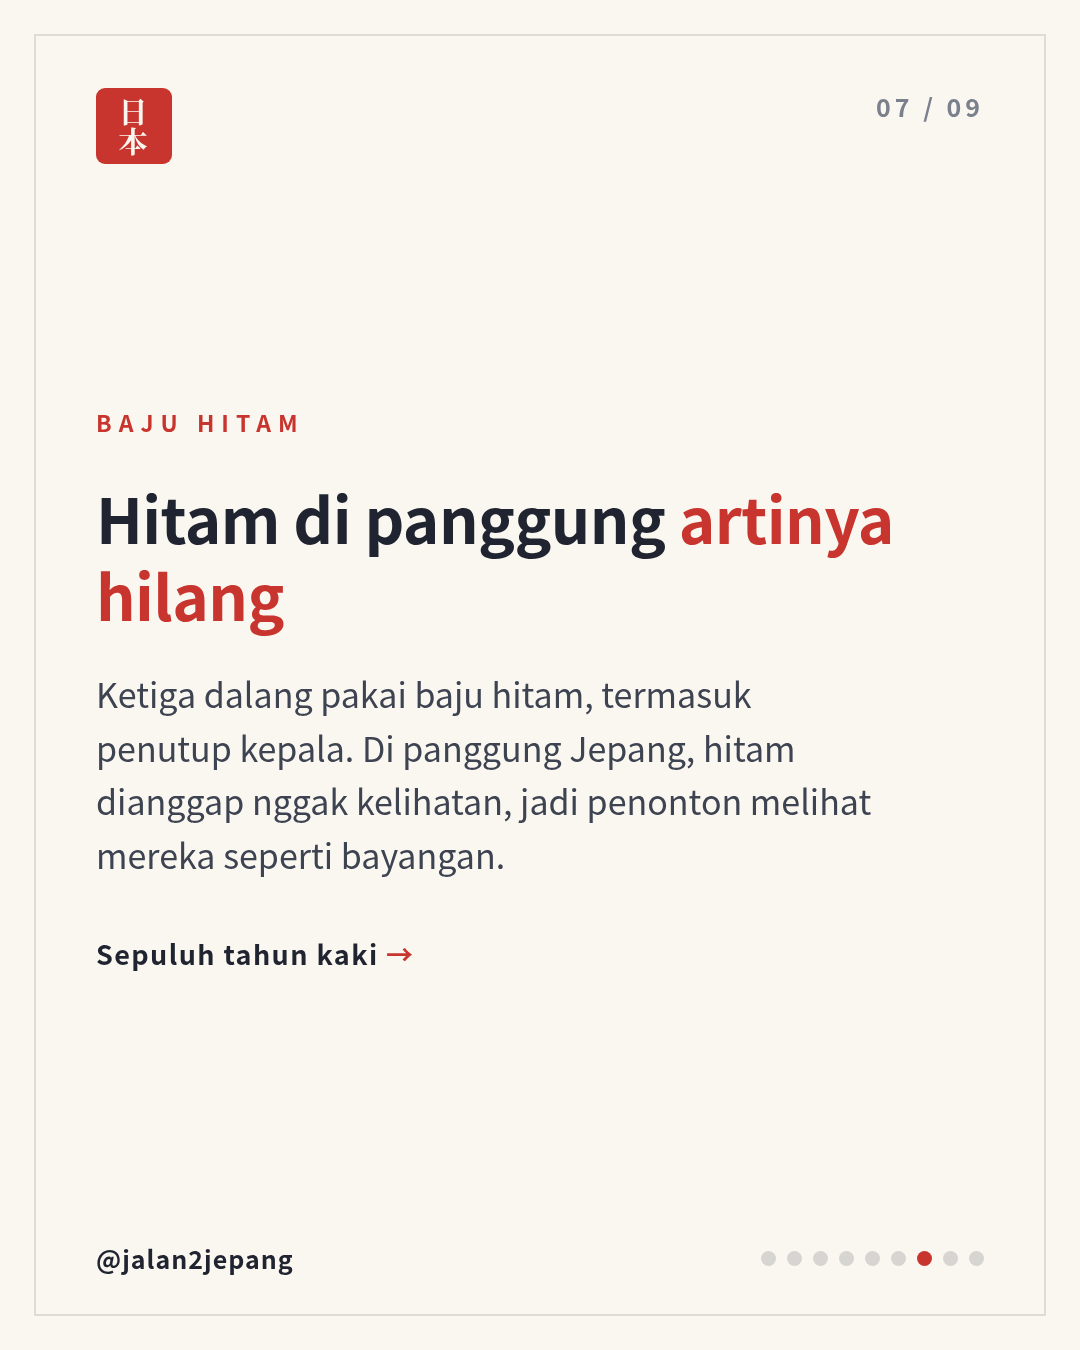 日本
07 / 09
BAJU HITAM
Hitam di panggung artinya
hilang
Ketiga dalang pakai baju hitam, termasuk
penutup kepala. Di panggung Jepang, hitam
dianggap nggak kelihatan, jadi penonton melihat
mereka seperti bayangan.
Sepuluh tahun kaki →
@jalan2jepang